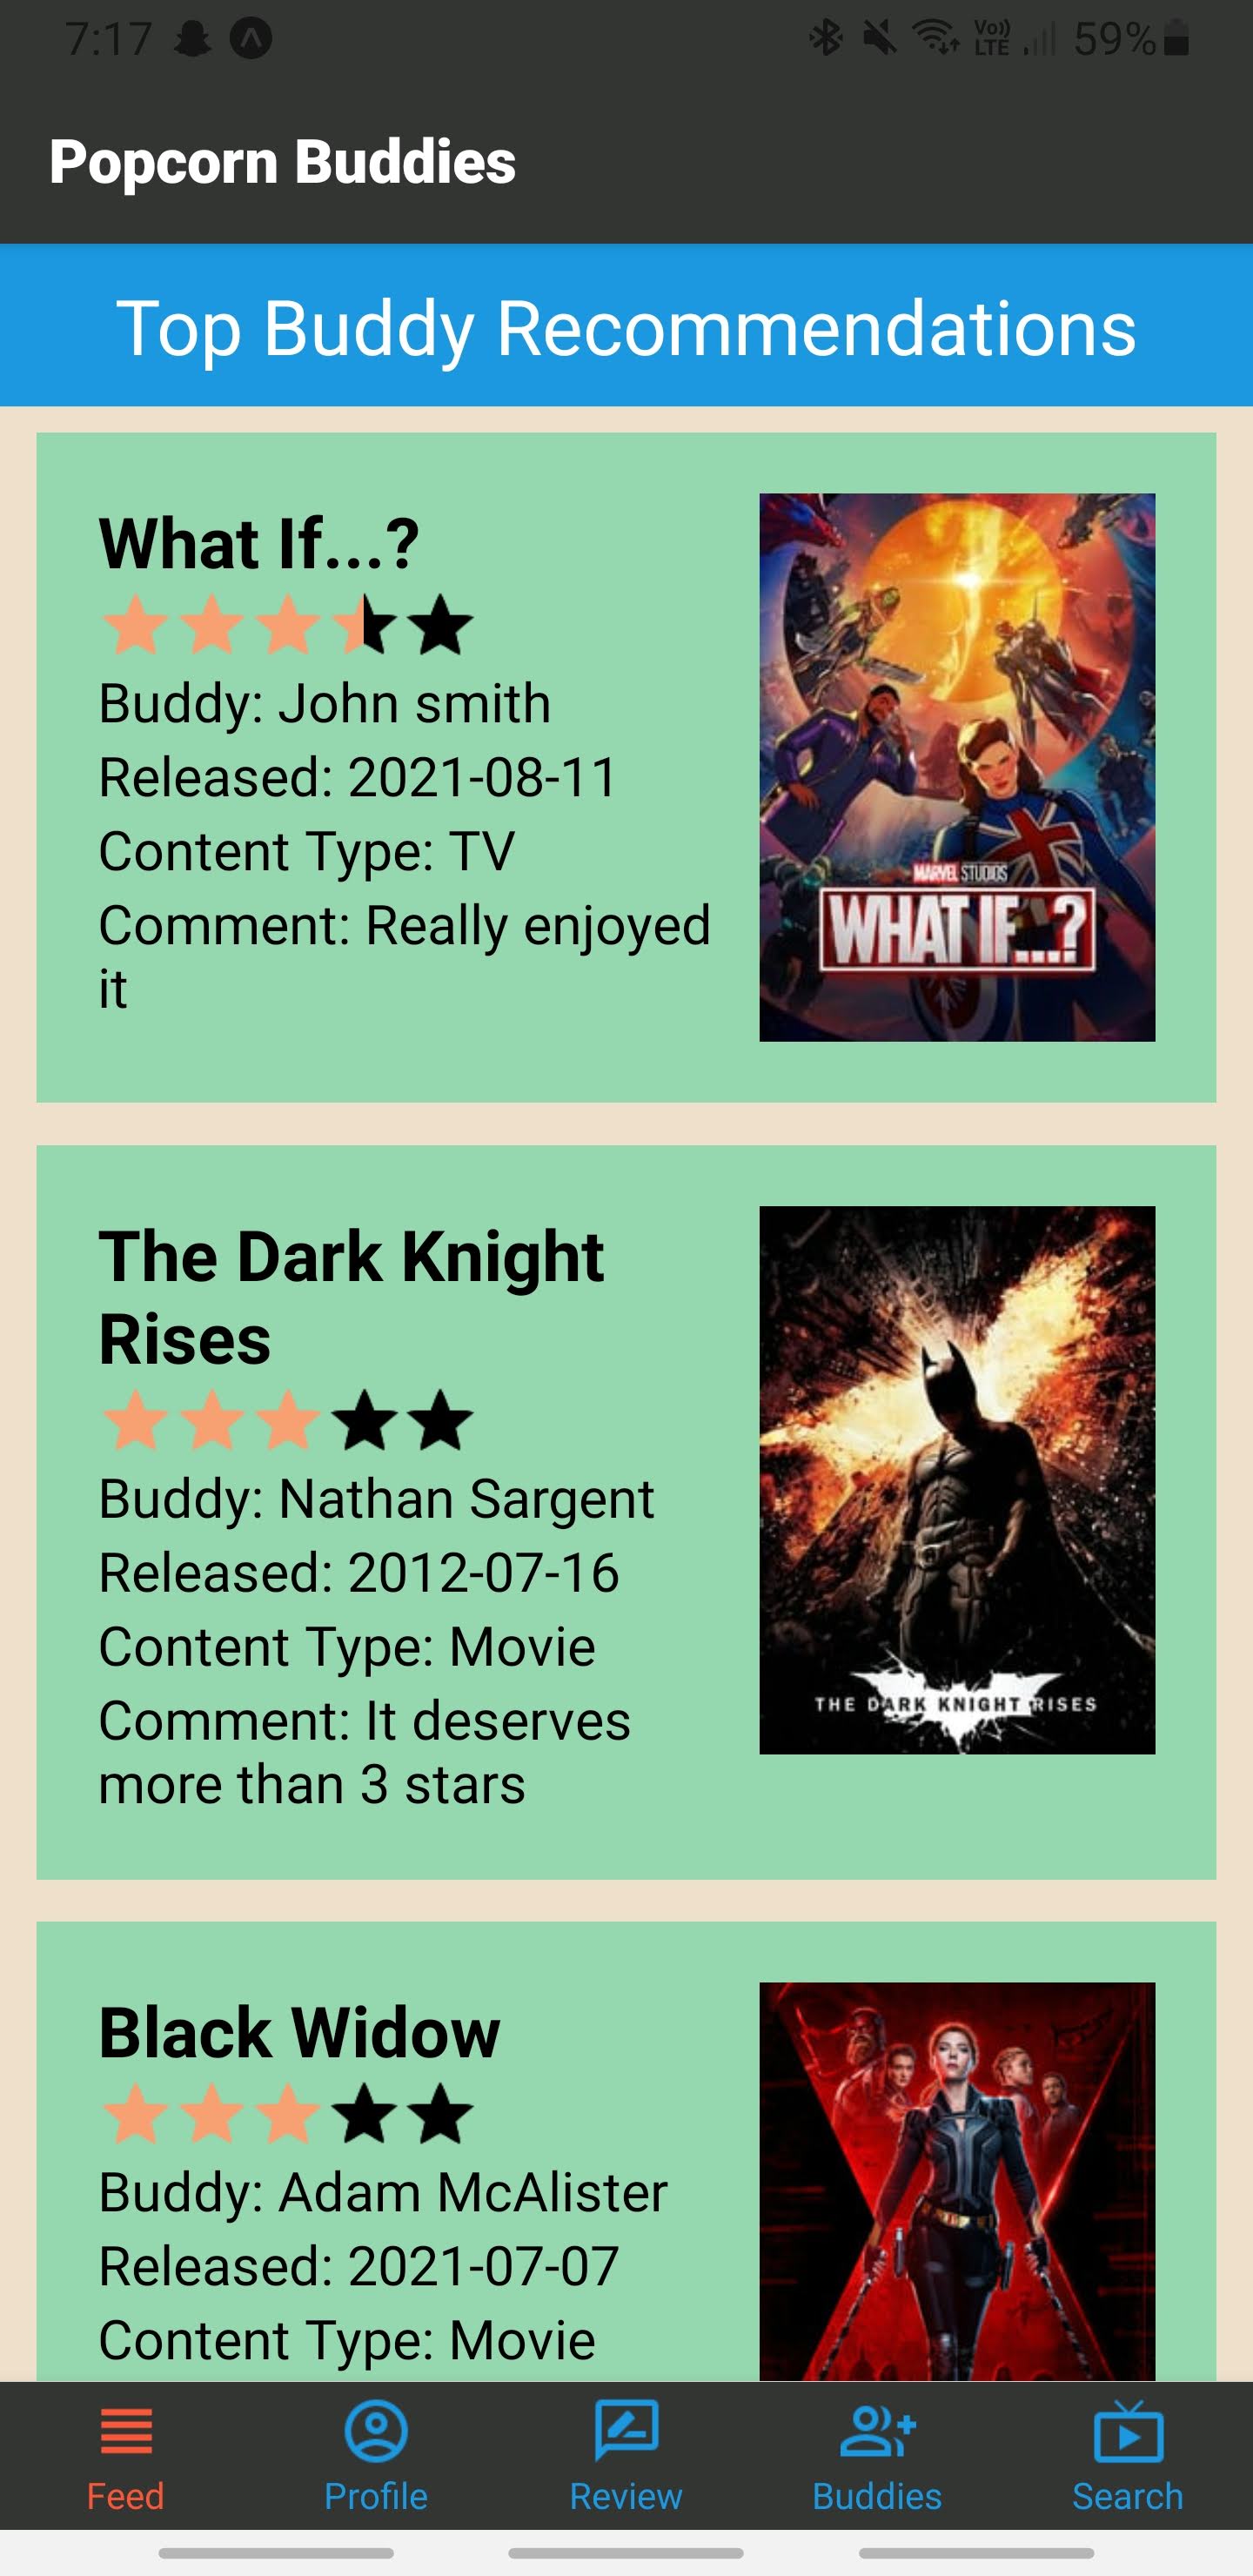 7:17
Vo)) LTE 59%
Popcorn Buddies
Top Buddy Recommendations
What If...?
Buddy: John smith
Released: 2021-08-11
Content Type: TV
Comment: Really enjoyed
it
MARVEL STUDIOS
WHAT IF...?
The Dark Knight
Rises
Buddy: Nathan Sargent
Released: 2012-07-16
Content Type: Movie
Comment: It deserves
more than 3 stars
THE DARK KNIGHT RISES
Black Widow
Buddy: Adam McAlister
Released: 2021-07-07
Content Type: Movie
Feed Profile Review Buddies Search